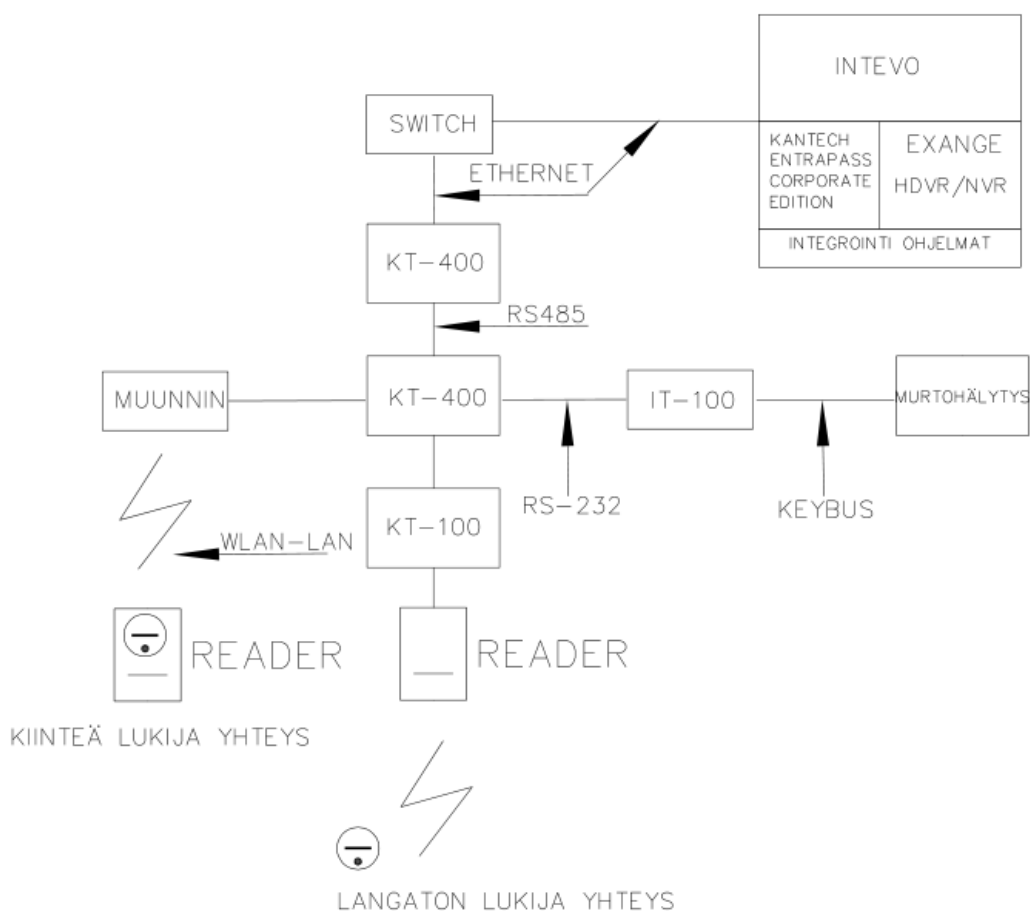 INTEVO
SWITCH
KANTECH
ENTRAPASS
CORPORATE
EDITION
EXANGE
HDVR/NVR
ETHERNET
INTEGROINTI OHJELMAT
KT-400
RS485
MUUNNIN
KT-400
IT-100
MURTOHÄLYTYS
RS-232
KEYBUS
KT-100
WLAN-LAN
READER
READER
KIINTEÄ LUKIJA YHTEYS
LANGATON LUKIJA YHTEYS